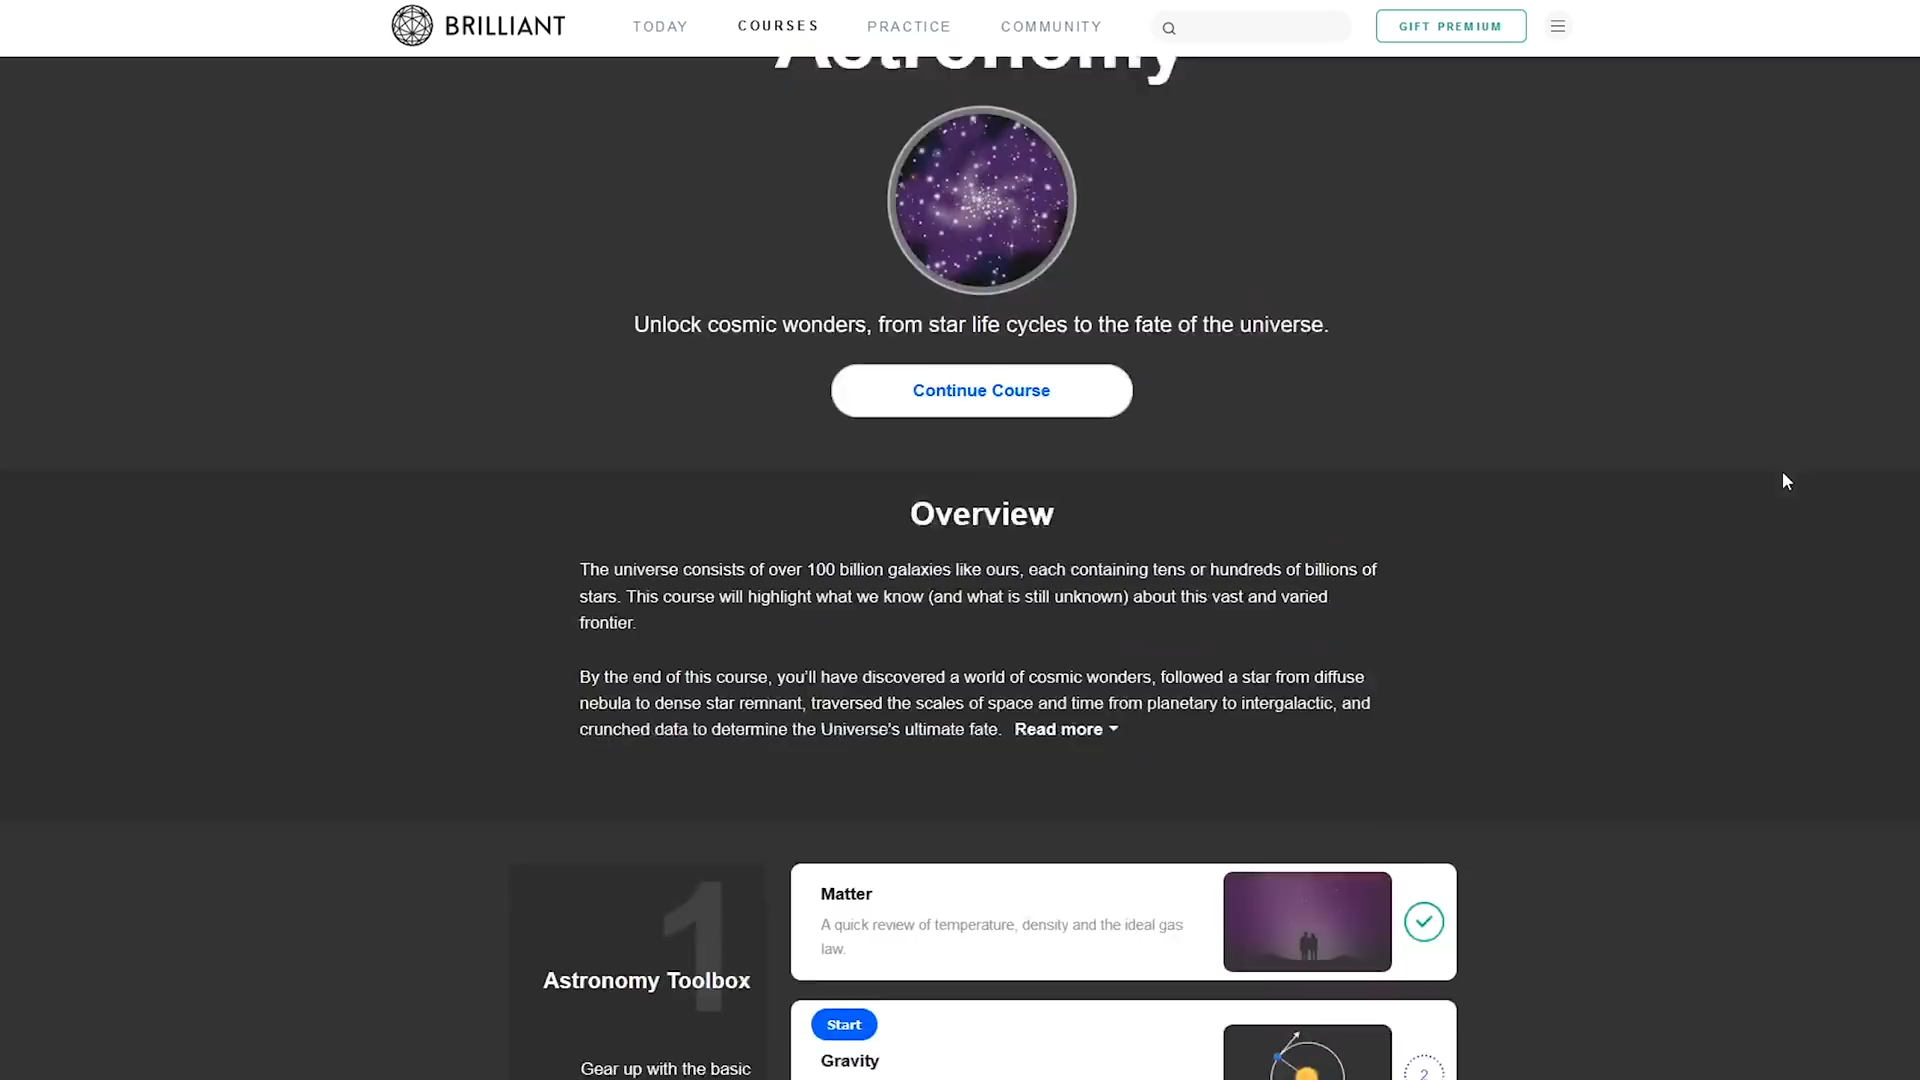 BRILLIANT
TODAY
COURSES
PRACTICE
COMMUNITY
GIFT PREMIUM
Astronomy
Unlock cosmic wonders, from star life cycles to the fate of the universe.
Continue Course
Overview
The universe consists of over 100 billion galaxies like ours, each containing tens or hundreds of billions of
stars. This course will highlight what we know (and what is still unknown) about this vast and varied
frontier.
By the end of this course, you'll have discovered a world of cosmic wonders, followed a star from diffuse
nebula to dense star remnant, traversed the scales of space and time from planetary to intergalactic, and
crunched data to determine the Universe's ultimate fate. Read more
1
Astronomy Toolbox
Gear up with the basic
Matter
A quick review of temperature, density and the ideal gas
law.
Start
Gravity
2